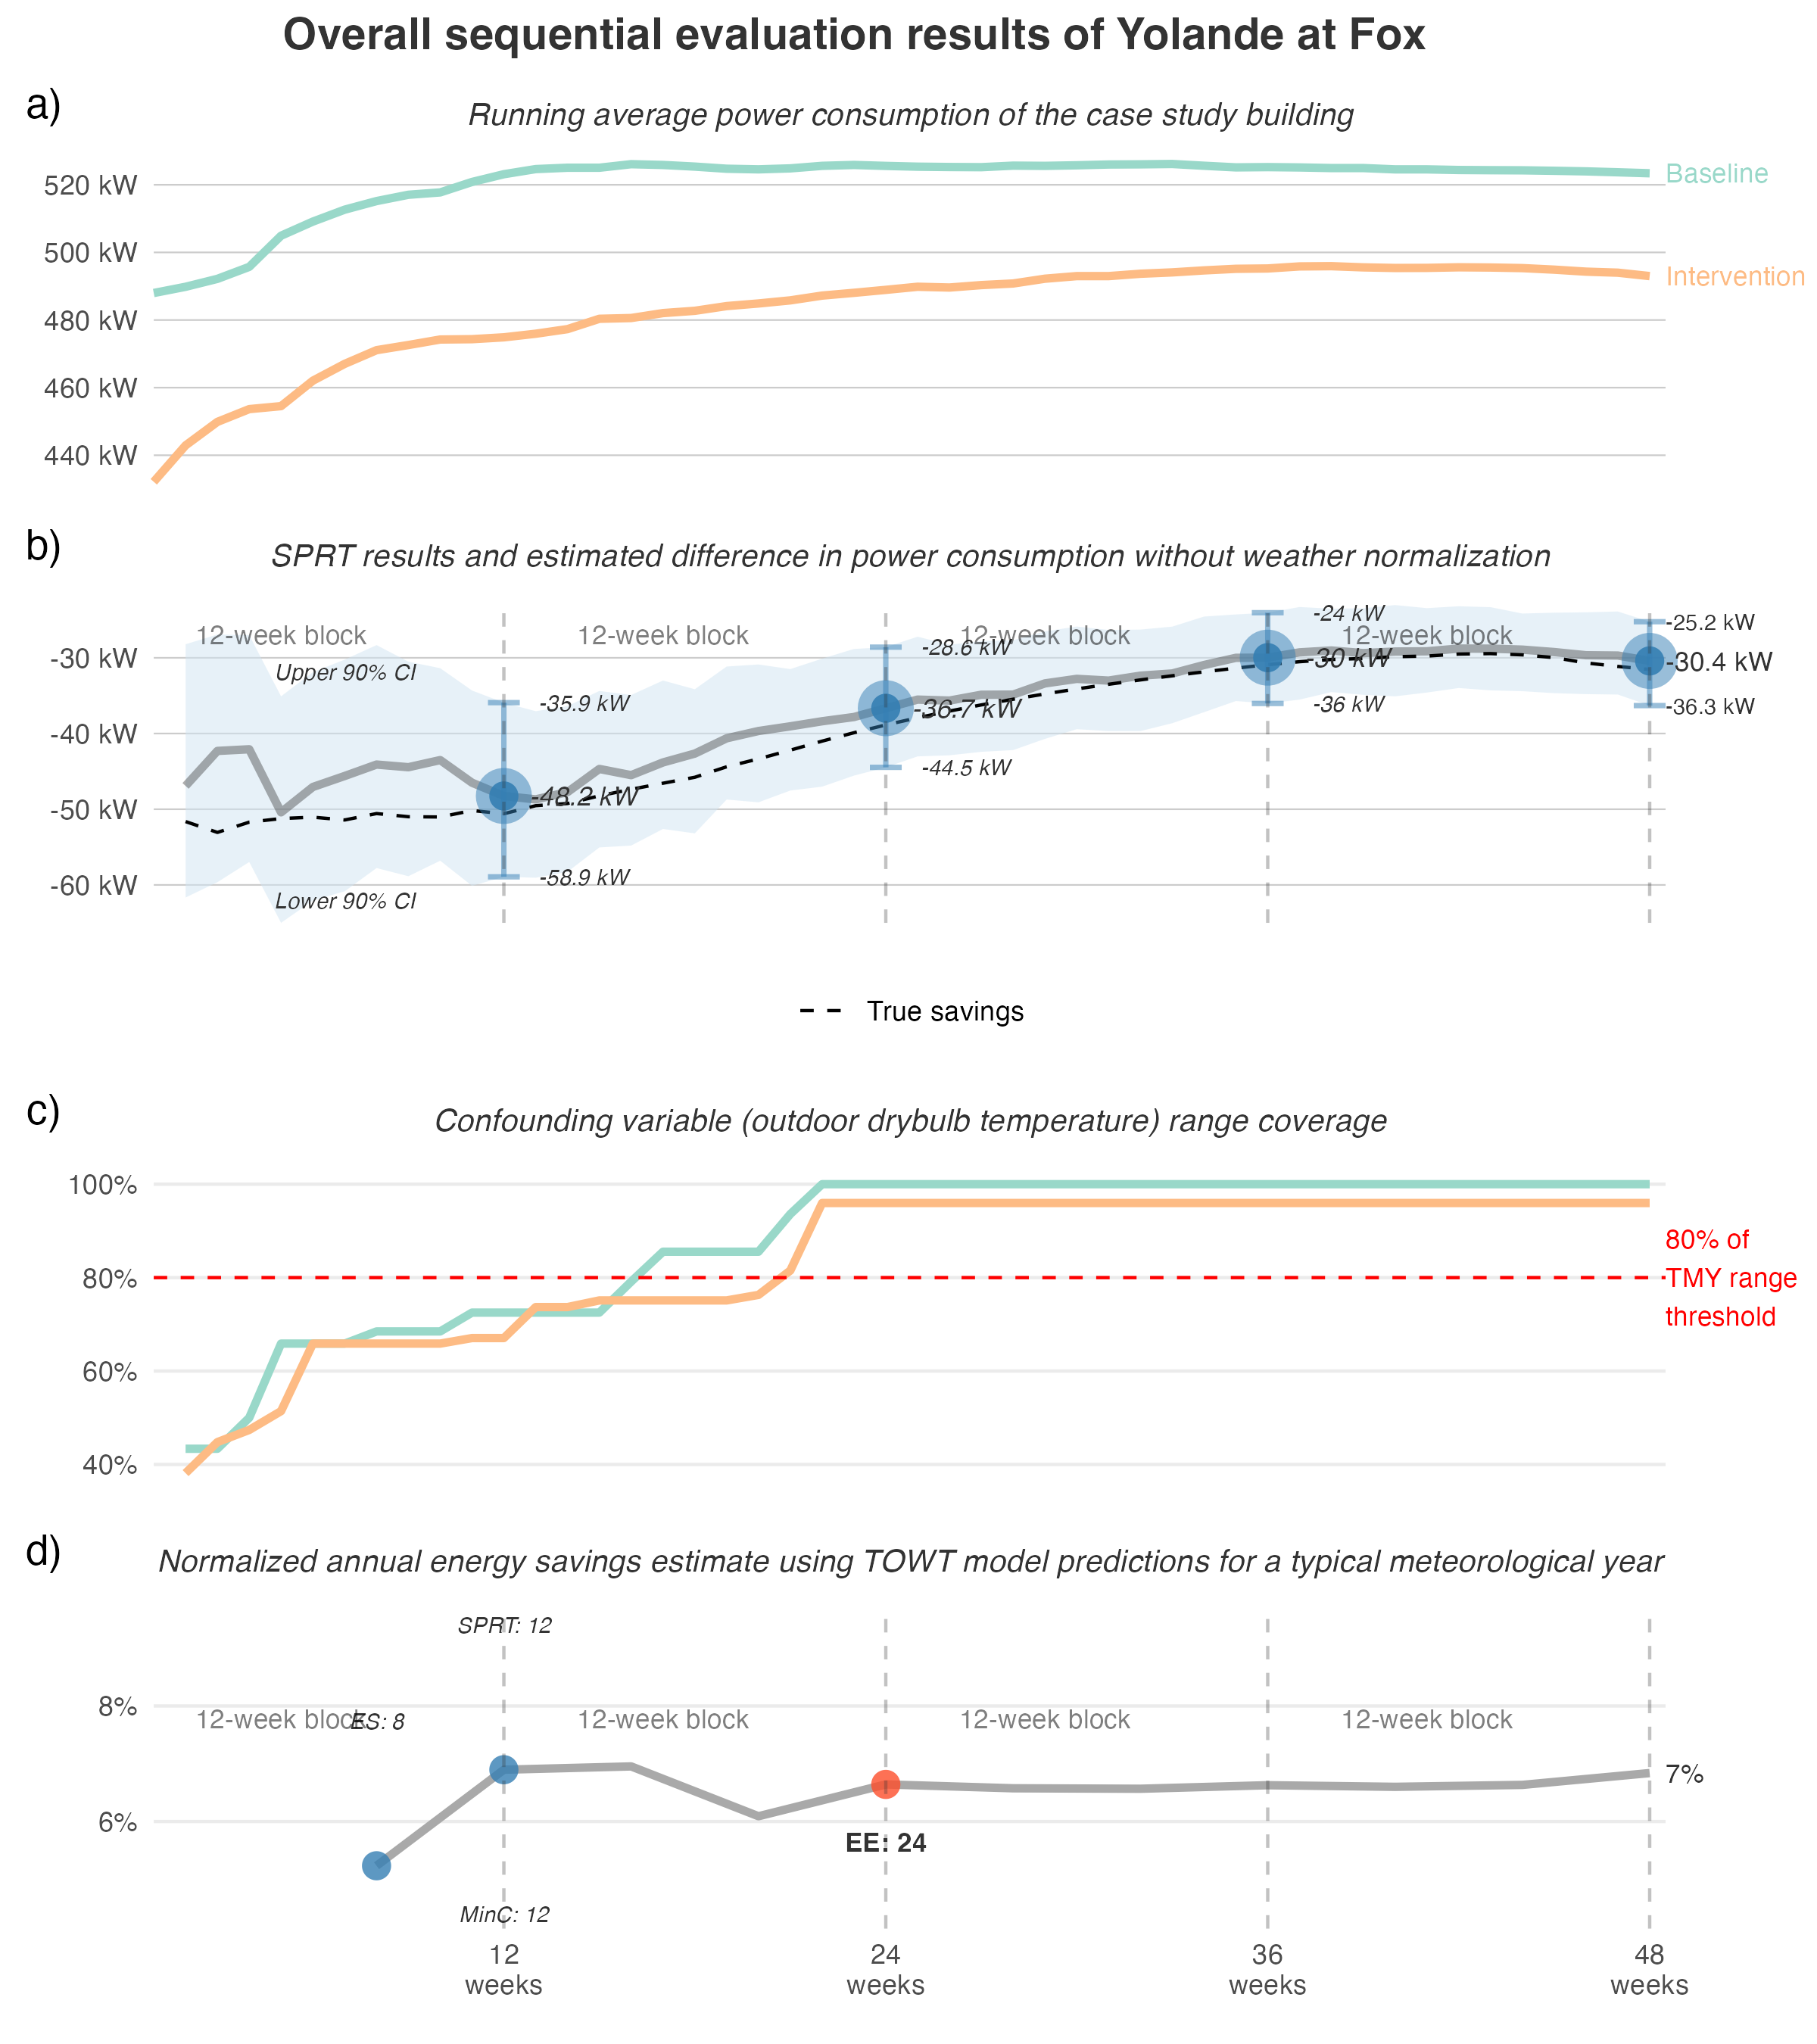 Overall sequential evaluation results of Yolande at Fox
a)
Running average power consumption of the case study building
520 kW
500 kW
480 kW
460 kW
440 kW
Baseline
Intervention
b)
SPRT results and estimated difference in power consumption without weather normalization
12-week block
12-week block
12-week block
12-week block
-30 kW
-40 kW
-50 kW
-60 kW
Upper 90% CI
Lower 90% CI
-35.9 kW
-48.2 kW
-58.9 kW
-28.6 kW
-36.7 kW
-44.5 kW
-24 kW
-30 kW
-36 kW
-25.2 kW
-30.4 kW
-36.3 kW
True savings
c)
Confounding variable (outdoor drybulb temperature) range coverage
100%
80%
60%
40%
80% of
TMY range
threshold
d)
Normalized annual energy savings estimate using TOWT model predictions for a typical meteorological year
SPRT: 12
8%
6%
12-week block
ES: 8
12-week block
12-week block
12-week block
7%
EE: 24
MinC: 12
12
weeks
24
weeks
36
weeks
48
weeks